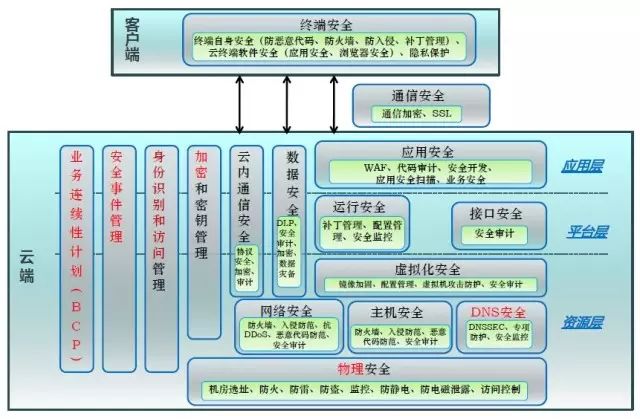 客户端
终端安全
终端自身安全（防恶意代码、防火墙、防入侵、补丁管理）、
云终端软件安全（应用安全、浏览器安全）、隐私保护
通信安全
通信加密、SSL
云端
业务连续性计划（BCP）
安全事件管理
身份识别和访问管理
加密和密钥管理
云内通信安全
协议
安全、
加密、
审计
数据安全
DLP、
安全
审计、
加密、
数据
灾备
应用安全
WAF、代码审计、安全开发、
应用安全扫描、业务安全
应用层
运行安全
补丁管理、配置管
理、安全监控
接口安全
安全审计
平台层
虚拟化安全
镜像加固、配置管理、虚拟机攻击防护、安全审计
网络安全
防火墙、入侵防范、抗
DDoS、恶意代码防范、
安全审计
主机安全
防火墙、入侵防范、恶意
代码防范、安全审计
DNS安全
DNSSEC、专项
防护、安全监控
资源层
物理安全
机房选址、防火、防雷、防盗、监控、防静电、防电磁泄露、访问控制